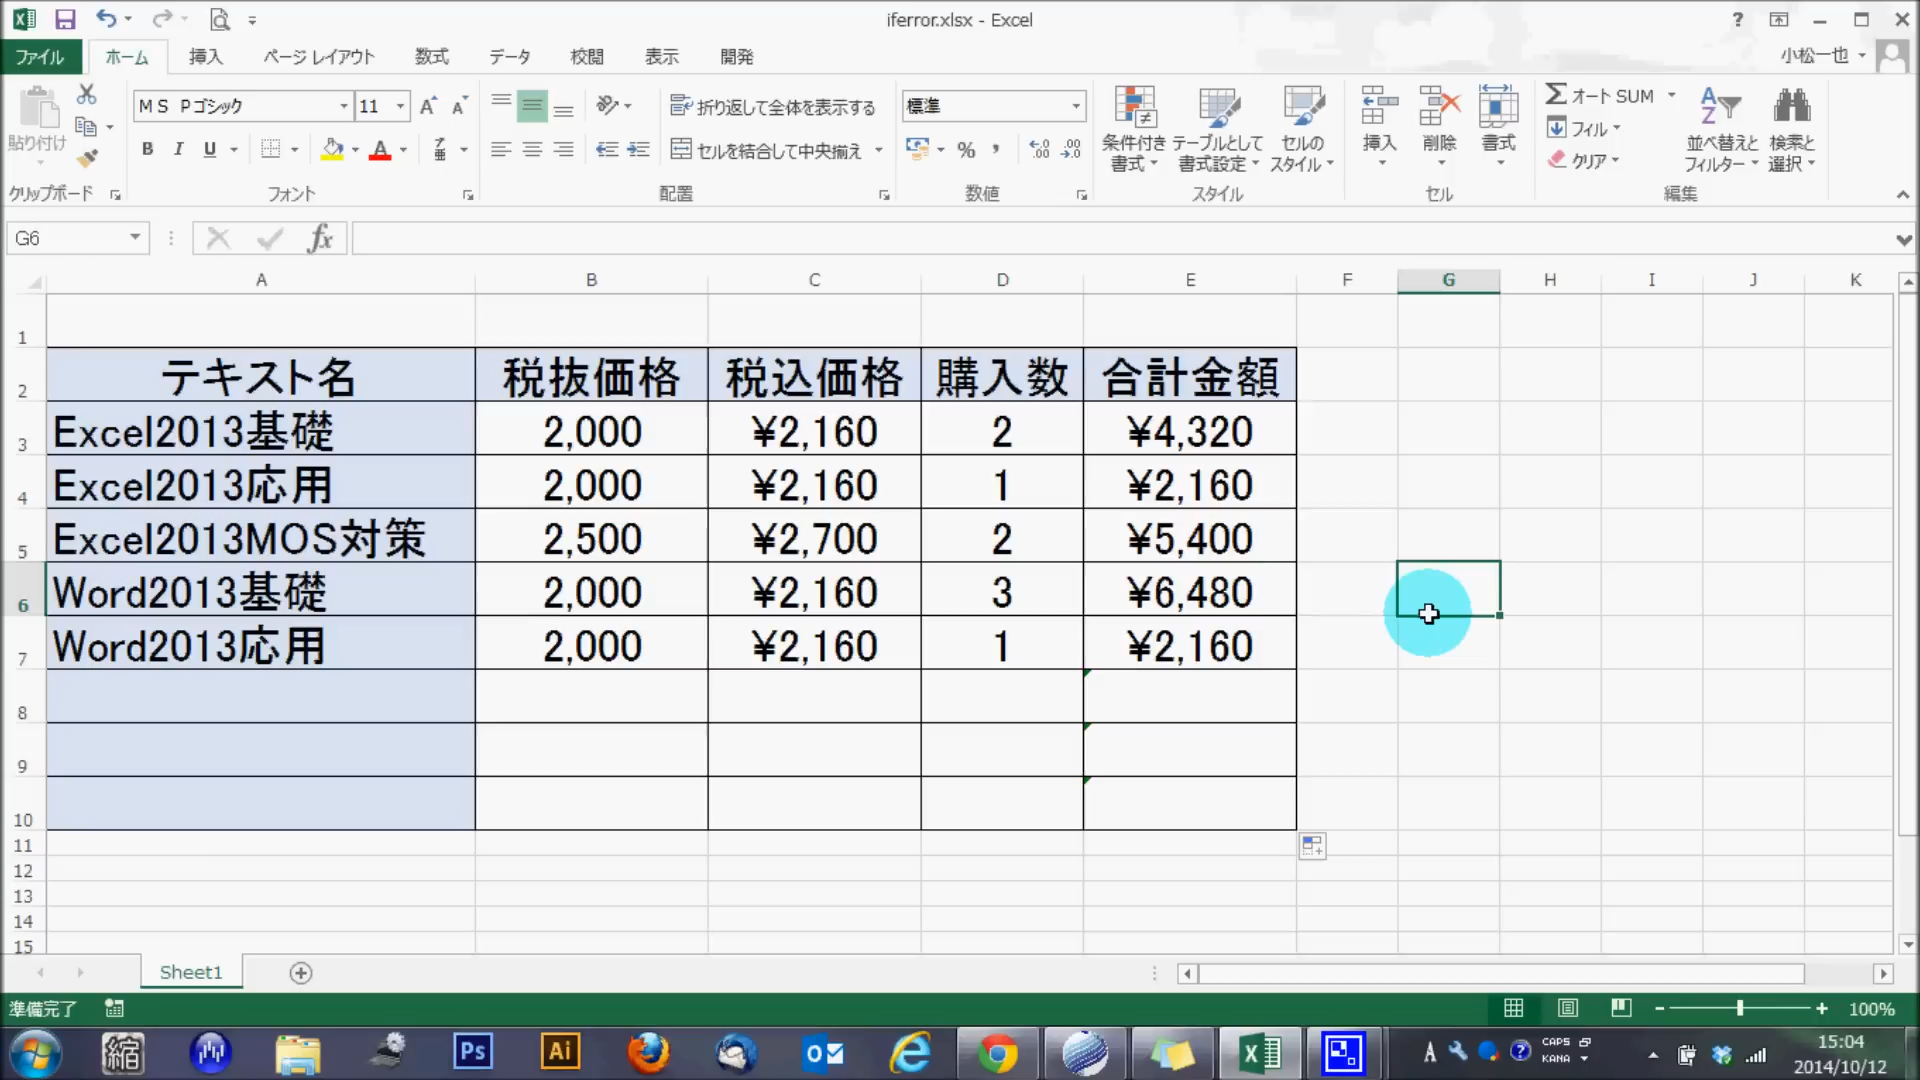 iferror.xlsx - Excel
?
ファイル ホーム 挿入 ページ レイアウト 数式 データ 校閲 表示 開発 小松一也
貼り付け
ＭＳ Ｐゴシック 11
B I U
折り返して全体を表示する
セルを結合して中央揃え
標準
%
条件付き書式
テーブルとして書式設定
セルのスタイル
挿入 削除 書式
Σ オート SUM
フィル
クリア
並べ替えとフィルター
検索と選択
クリップボード フォント 配置 数値 スタイル セル 編集
G6 fx
A B C D E F G H I J K
1
2 テキスト名 税抜価格 税込価格 購入数 合計金額
3 Excel2013基礎 2,000 ¥2,160 2 ¥4,320
4 Excel2013応用 2,000 ¥2,160 1 ¥2,160
5 Excel2013MOS対策 2,500 ¥2,700 2 ¥5,400
6 Word2013基礎 2,000 ¥2,160 3 ¥6,480
7 Word2013応用 2,000 ¥2,160 1 ¥2,160
8
9
10
11
12
13
14
15
Sheet1
準備完了 100%
縮 Ps Ai A CAPS KANA 15:04
2014/10/12